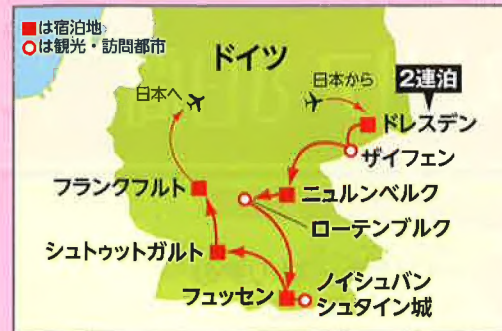 ■は宿泊地
○は観光・訪問都市
ドイツ
日本へ
日本から
2連泊
ドレスデン
ザイフェン
フランクフルト
ニュルンベルク
ローテンブルク
シュトゥットガルト
フュッセン
ノイシュバン
シュタイン城